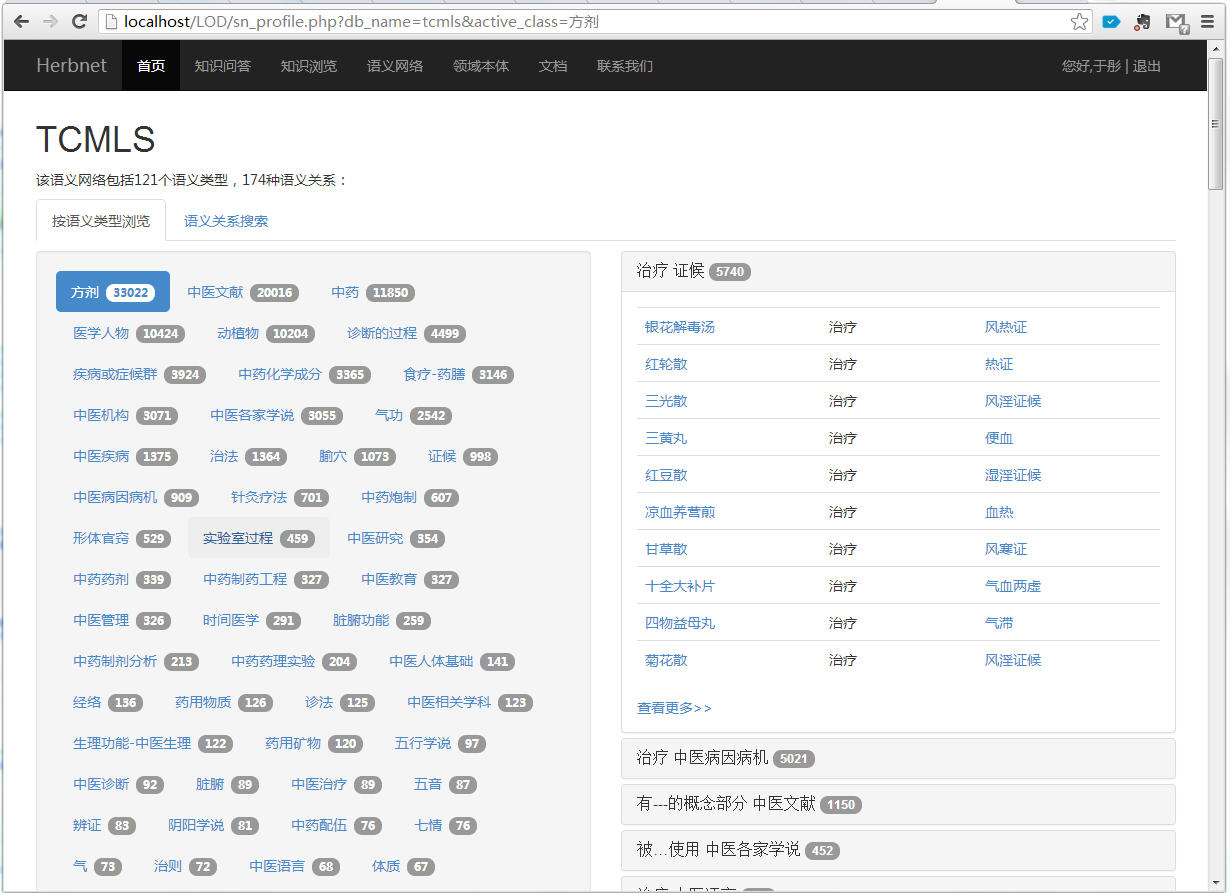 localhost/LOD/sn_profile.php?db_name=tcmls&active_class=方剂
Herbnet 首页 知识问答 知识浏览 语义网络 领域本体 文档 联系我们 您好,于彤 | 退出
TCMLS
该语义网络包括121个语义类型，174种语义关系：
按语义类型浏览 语义关系搜索
方剂 33022 中医文献 20016 中药 11850
医学人物 10424 动植物 10204 诊断的过程 4499
疾病或症候群 3924 中药化学成分 3365 食疗-药膳 3146
中医机构 3071 中医各家学说 3055 气功 2542
中医疾病 1375 治法 1364 腧穴 1073 证候 998
中医病因病机 909 针灸疗法 701 中药炮制 607
形体官窍 529 实验室过程 459 中医研究 354
中药药剂 339 中药制药工程 327 中医教育 327
中医管理 326 时间医学 291 脏腑功能 259
中药制剂分析 213 中药药理实验 204 中医人体基础 141
经络 136 药用物质 126 诊法 125 中医相关学科 123
生理功能-中医生理 122 药用矿物 120 五行学说 97
中医诊断 92 脏腑 89 中医治疗 89 五音 87
辨证 83 阴阳学说 81 中药配伍 76 七情 76
气 73 治则 72 中医语言 68 体质 67
治疗 证候 5740
银花解毒汤 治疗 风热证
红轮散 治疗 热证
三光散 治疗 风淫证候
三黄丸 治疗 便血
红豆散 治疗 湿淫证候
凉血养营煎 治疗 血热
甘草散 治疗 风寒证
十全大补片 治疗 气血两虚
四物益母丸 治疗 气滞
菊花散 治疗 风淫证候
查看更多>>
治疗 中医病因病机 5021
有---的概念部分 中医文献 1150
被...使用 中医各家学说 452